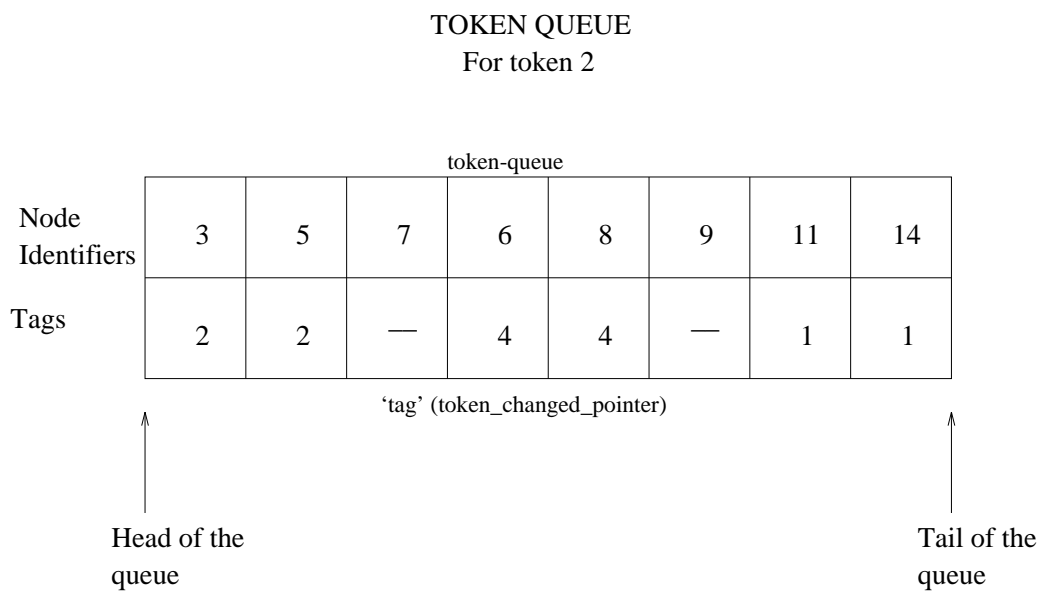 TOKEN QUEUE
For token 2
token-queue
Node
Identifiers
3 5 7 6 8 9 11 14
Tags
2 2 — 4 4 — 1 1
‘tag’ (token_changed_pointer)
Head of the
queue
Tail of the
queue